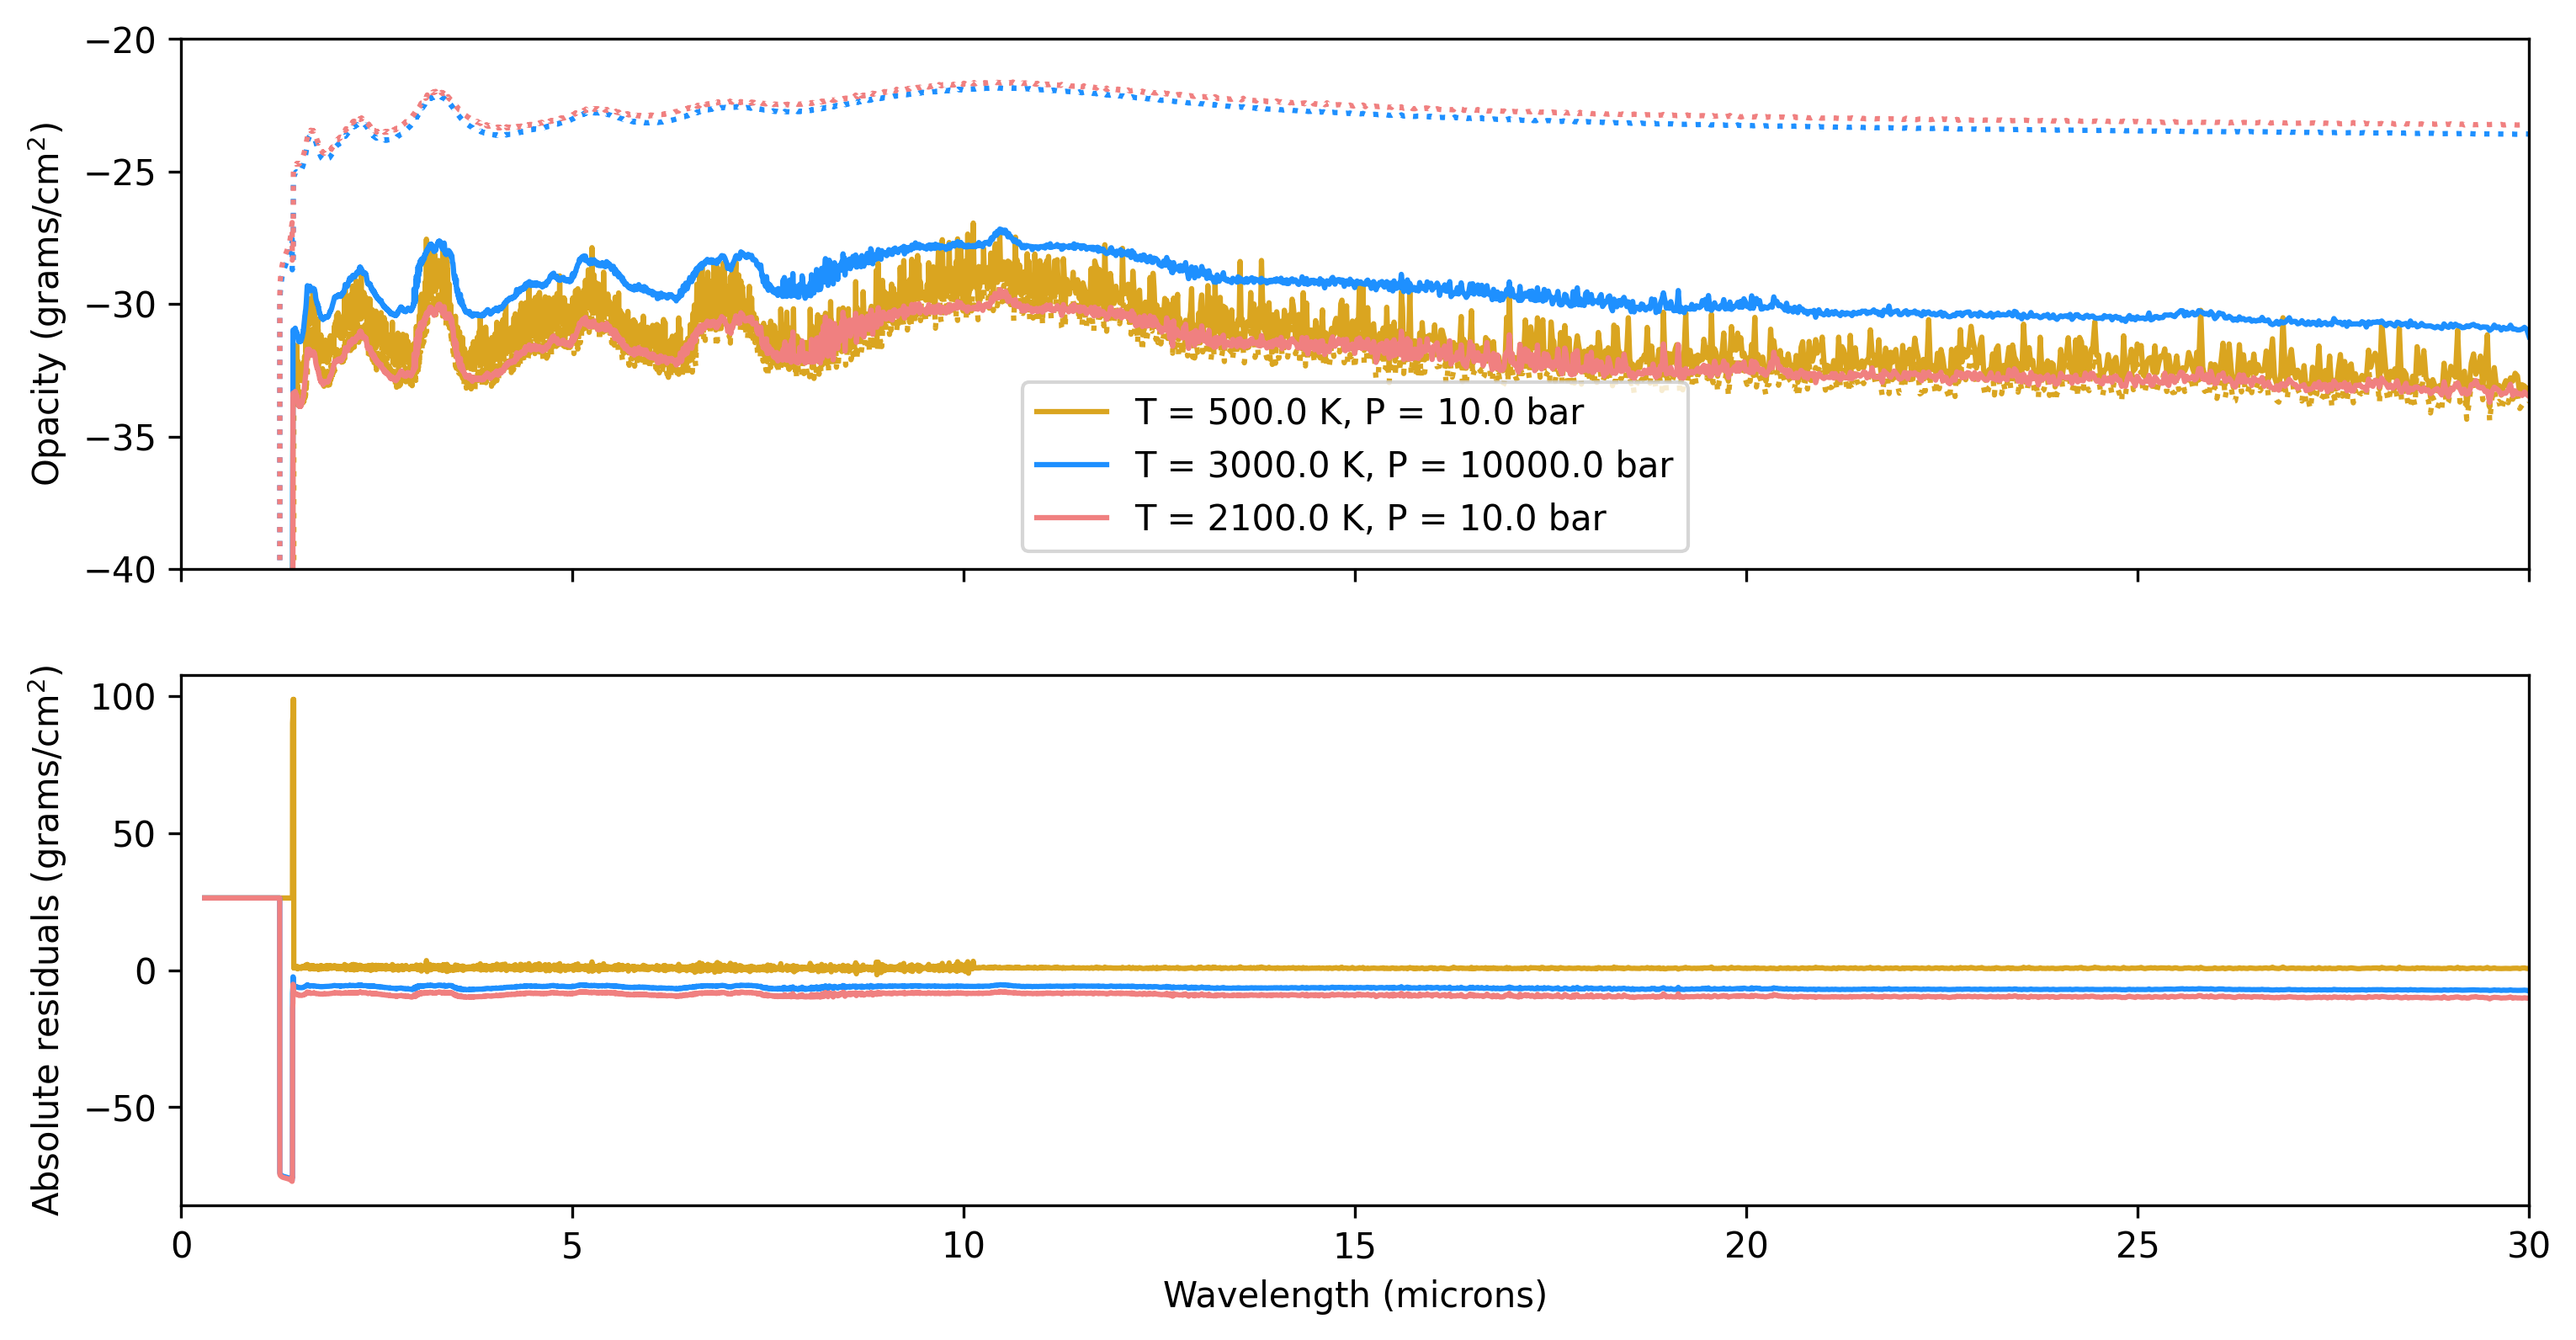 Opacity (grams/cm²)
−20
−25
−30
−35
−40
T = 500.0 K, P = 10.0 bar
T = 3000.0 K, P = 10000.0 bar
T = 2100.0 K, P = 10.0 bar
Absolute residuals (grams/cm²)
100
50
0
−50
0 5 10 15 20 25 30
Wavelength (microns)